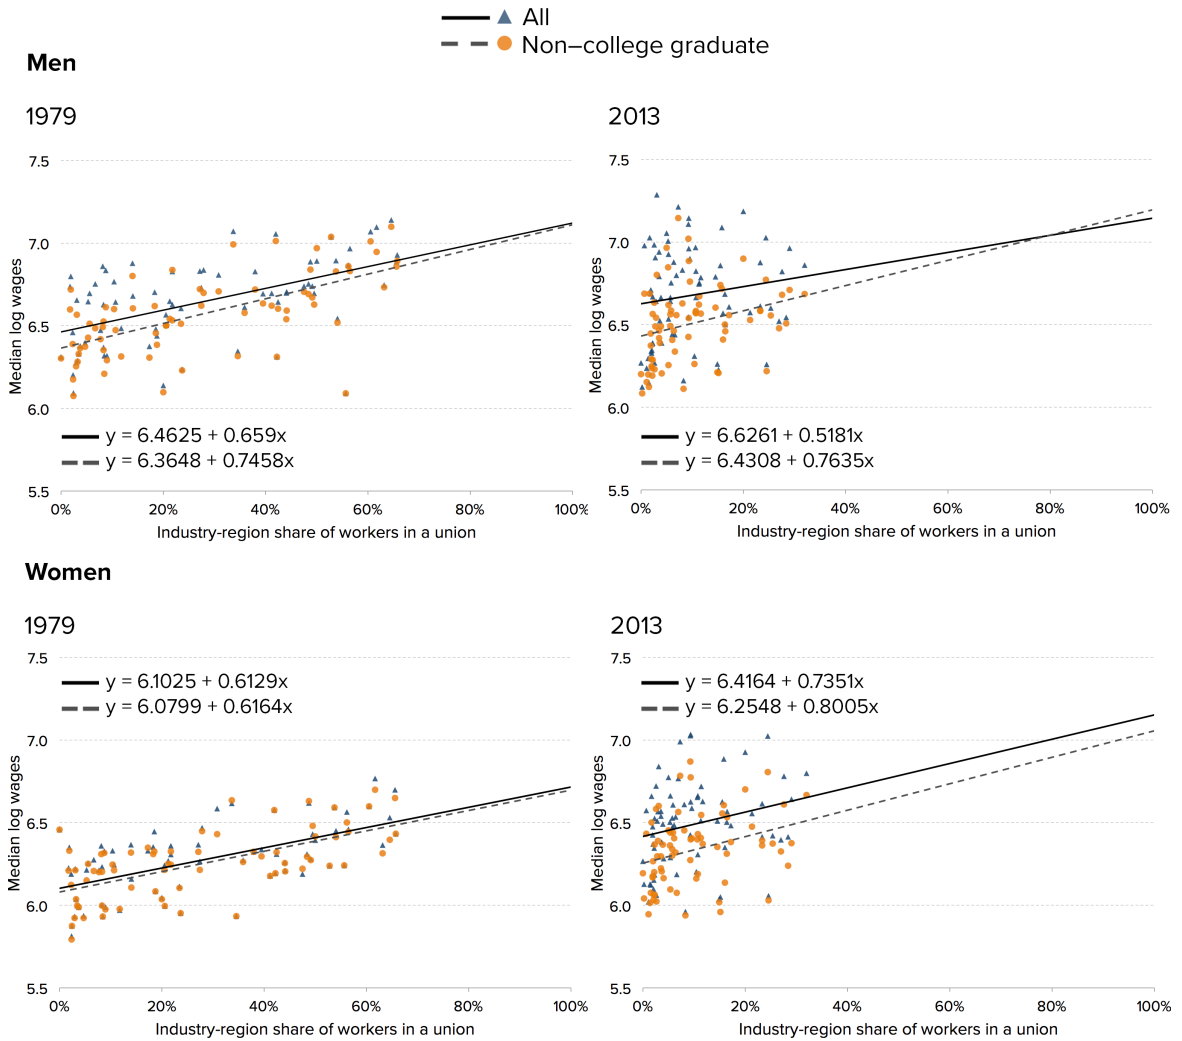 All
Non–college graduate
Men
1979
2013
7.5
7.0
6.5
6.0
5.5
Median log wages
y = 6.4625 + 0.659x
y = 6.3648 + 0.7458x
0% 20% 40% 60% 80% 100%
Industry-region share of workers in a union
7.5
7.0
6.5
6.0
5.5
Median log wages
y = 6.6261 + 0.5181x
y = 6.4308 + 0.7635x
0% 20% 40% 60% 80% 100%
Industry-region share of workers in a union
Women
1979
2013
7.5
7.0
6.5
6.0
5.5
Median log wages
y = 6.1025 + 0.6129x
y = 6.0799 + 0.6164x
0% 20% 40% 60% 80% 100%
Industry-region share of workers in a union
7.5
7.0
6.5
6.0
5.5
Median log wages
y = 6.4164 + 0.7351x
y = 6.2548 + 0.8005x
0% 20% 40% 60% 80% 100%
Industry-region share of workers in a union